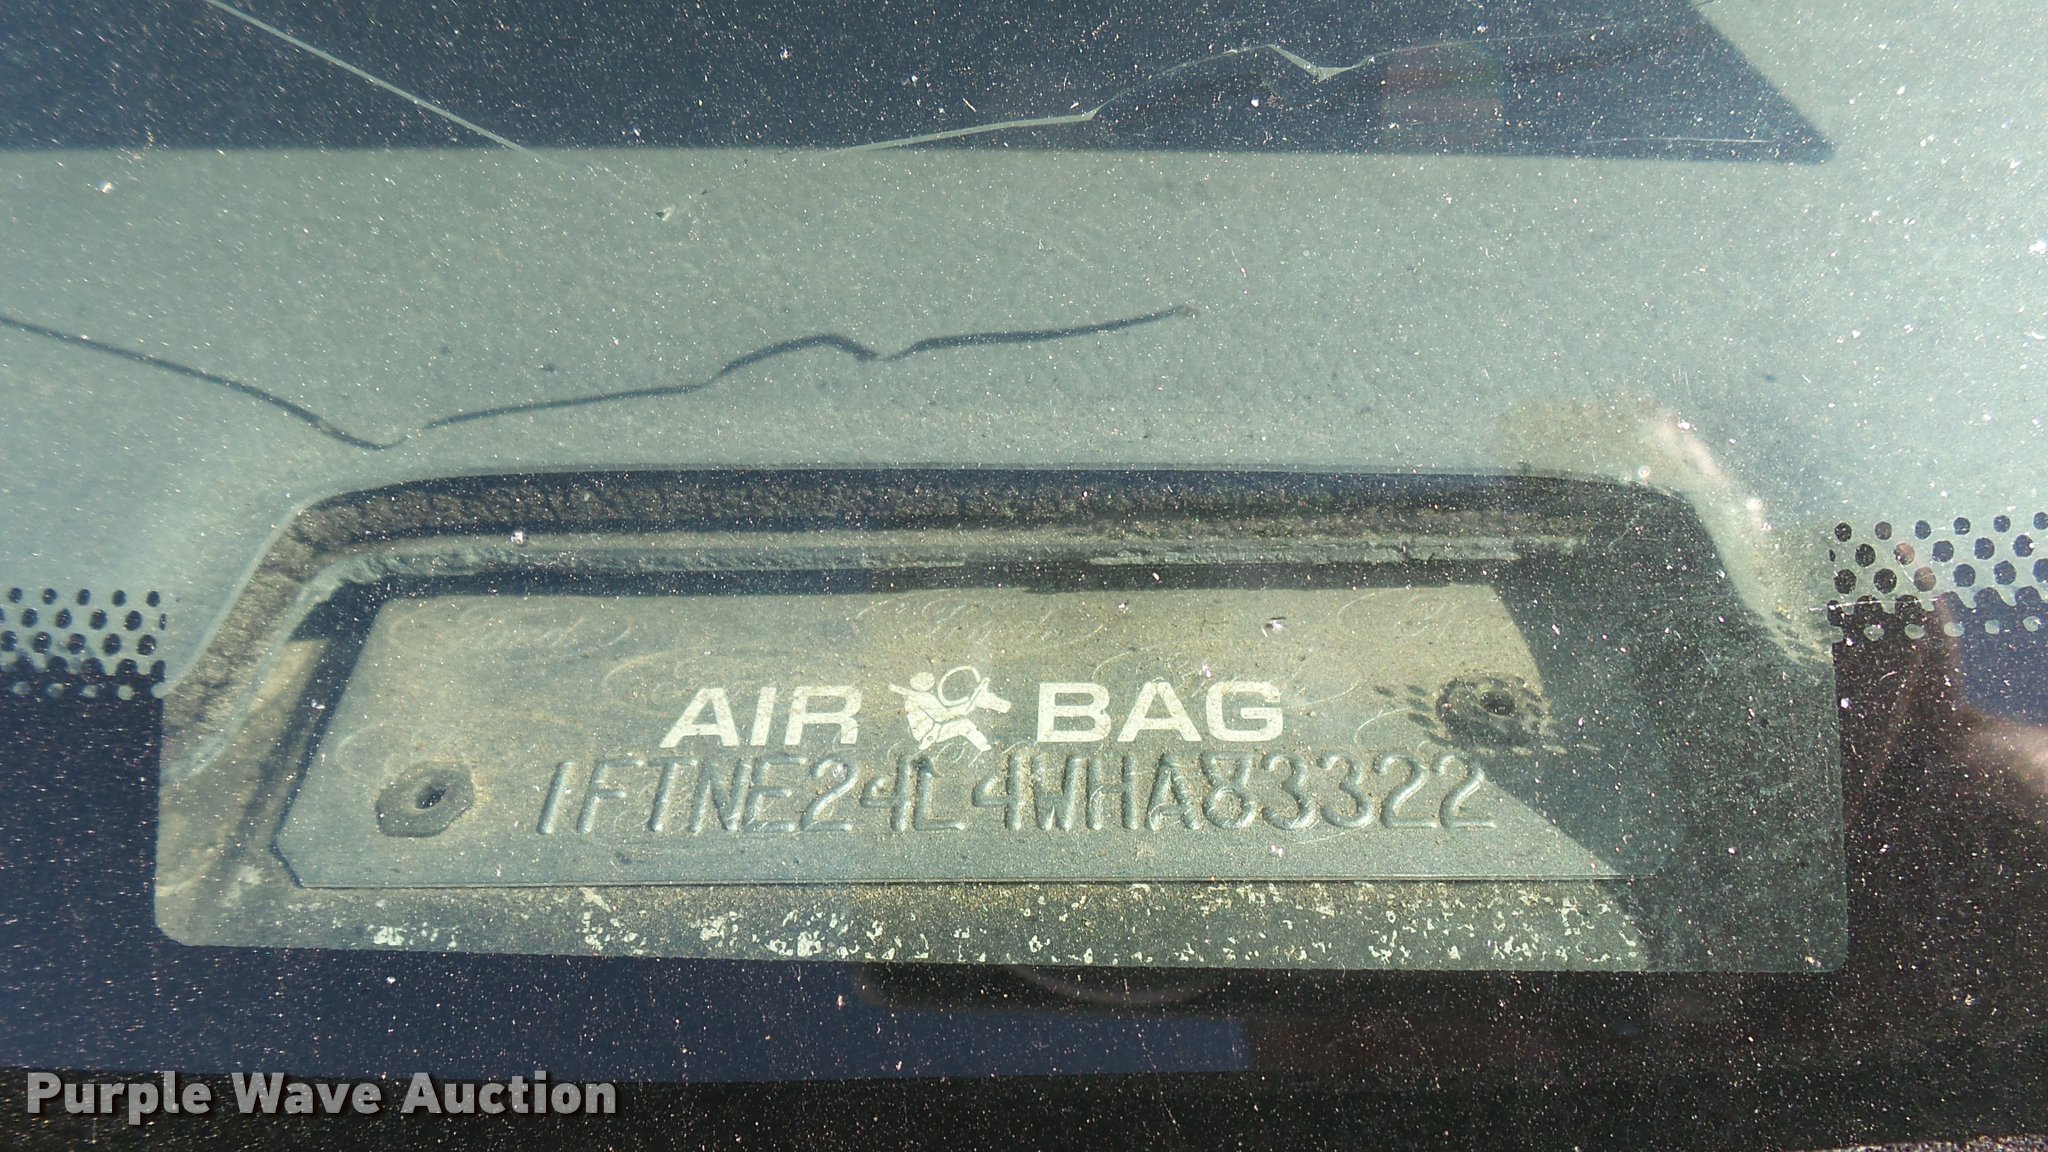 AIR BAG
1FTNE24L4WHA83322
Purple Wave Auction